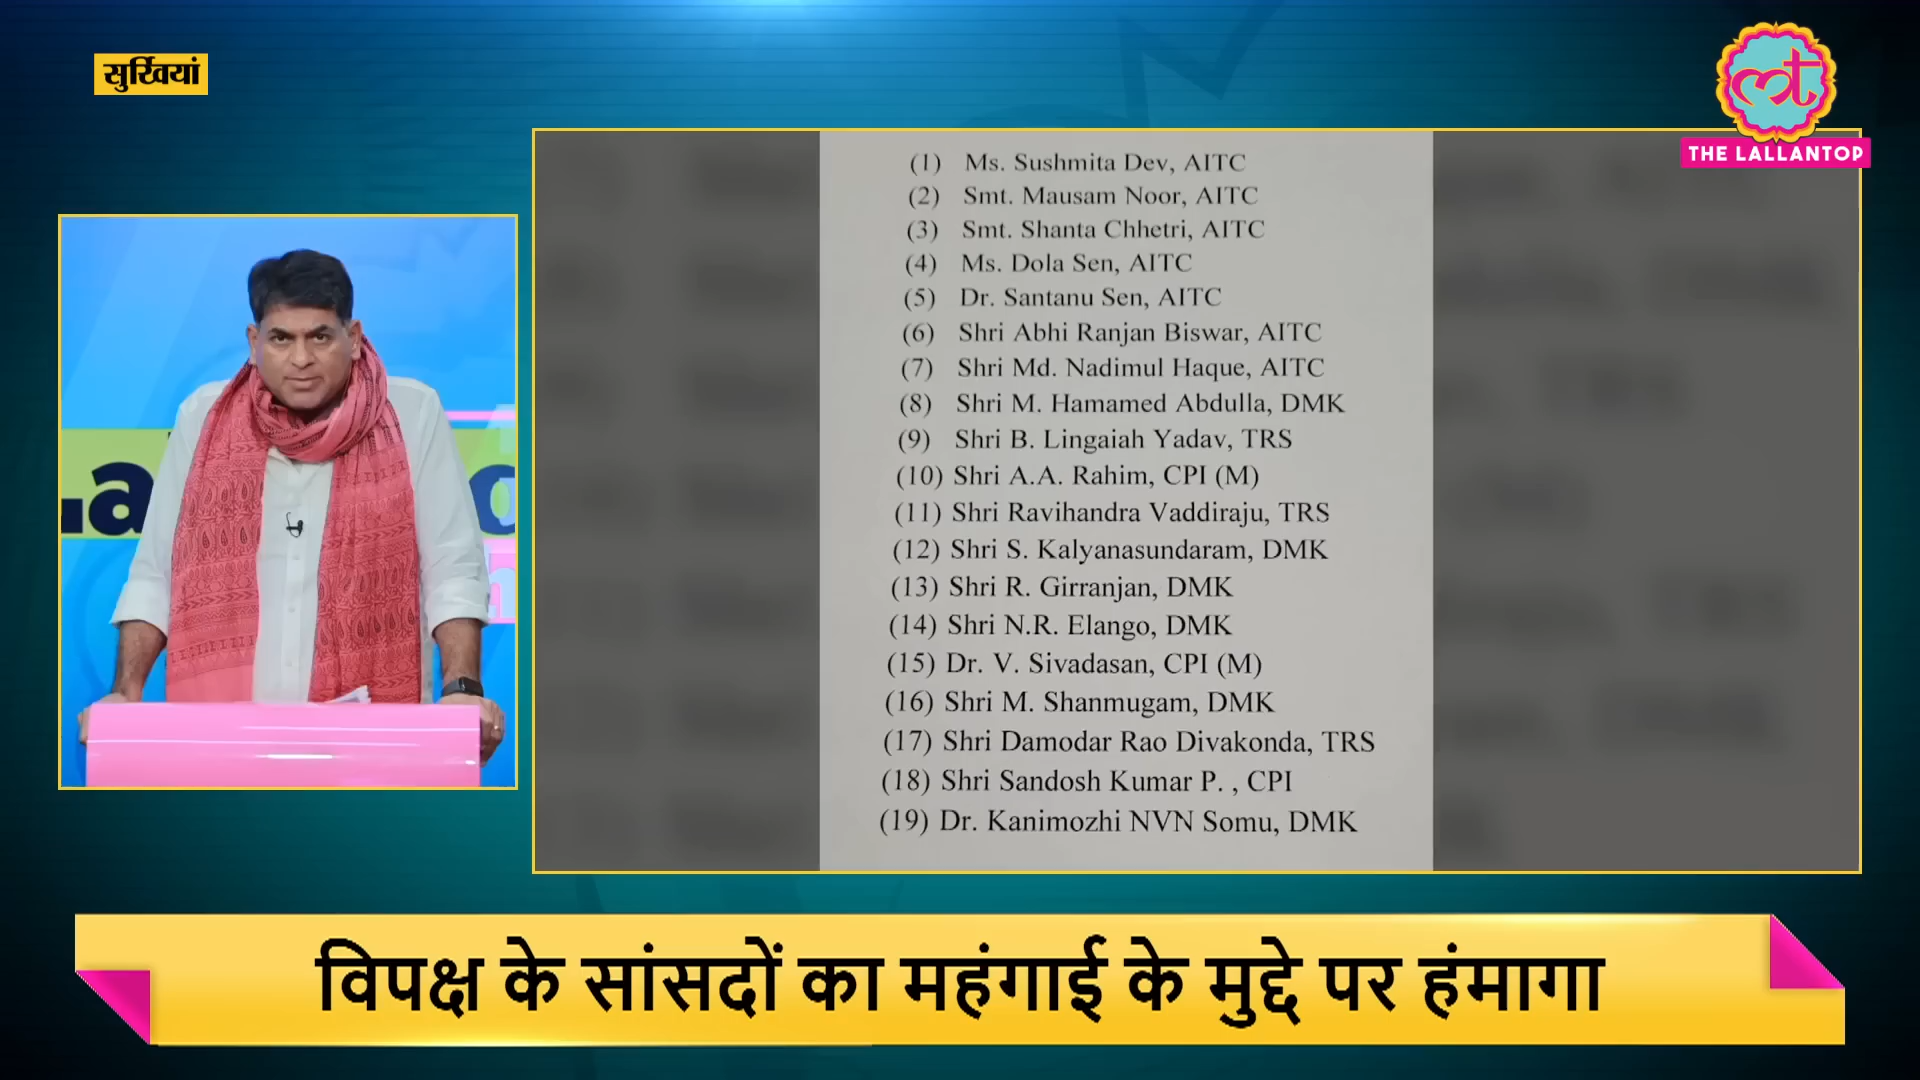 सुर्खियां
THE LALLANTOP
(1) Ms. Sushmita Dev, AITC
(2) Smt. Mausam Noor, AITC
(3) Smt. Shanta Chhetri, AITC
(4) Ms. Dola Sen, AITC
(5) Dr. Santanu Sen, AITC
(6) Shri Abhi Ranjan Biswar, AITC
(7) Shri Md. Nadimul Haque, AITC
(8) Shri M. Hamamed Abdulla, DMK
(9) Shri B. Lingaiah Yadav, TRS
(10) Shri A.A. Rahim, CPI (M)
(11) Shri Ravihandra Vaddiraju, TRS
(12) Shri S. Kalyanasundaram, DMK
(13) Shri R. Girranjan, DMK
(14) Shri N.R. Elango, DMK
(15) Dr. V. Sivadasan, CPI (M)
(16) Shri M. Shanmugam, DMK
(17) Shri Damodar Rao Divakonda, TRS
(18) Shri Sandosh Kumar P. , CPI
(19) Dr. Kanimozhi NVN Somu, DMK
विपक्ष के सांसदों का महंगाई के मुद्दे पर हंमागा